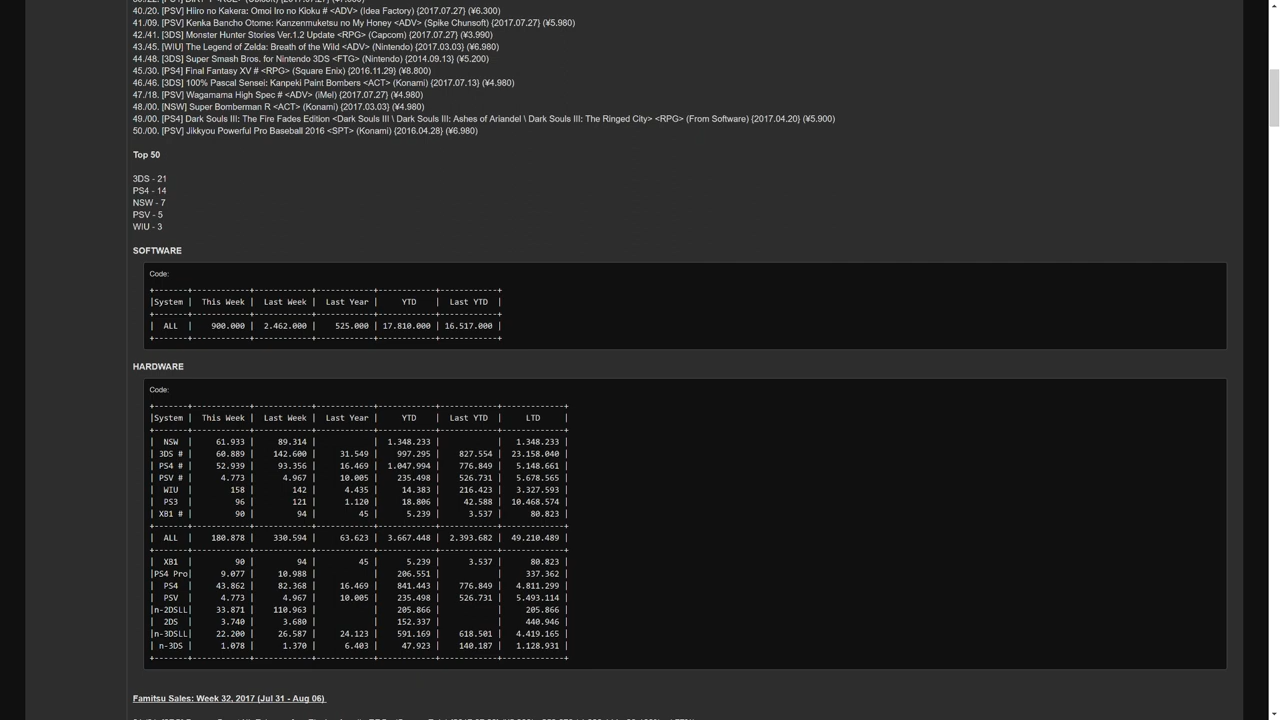 40./20. [PSV] Hiiro no Kakera: Omoi Iro no Kioku # <ADV> (Idea Factory) {2017.07.27} (¥6.300)
41./09. [PSV] Kenka Bancho Otome: Kanzenmuketsu no My Honey <ADV> (Spike Chunsoft) {2017.07.27} (¥5.980)
42./41. [3DS] Monster Hunter Stories Ver.1.2 Update <RPG> (Capcom) {2017.07.27} (¥3.990)
43./45. [WIU] The Legend of Zelda: Breath of the Wild <ADV> (Nintendo) {2017.03.03} (¥6.980)
44./48. [3DS] Super Smash Bros. for Nintendo 3DS <FTG> (Nintendo) {2014.09.13} (¥5.200)
45./30. [PS4] Final Fantasy XV # <RPG> (Square Enix) {2016.11.29} (¥8.800)
46./46. [3DS] 100% Pascal Sensei: Kanpeki Paint Bombers <ACT> (Konami) {2017.07.13} (¥4.980)
47./18. [PSV] Wagamama High Spec # <ADV> (iMel) {2017.07.27} (¥4.980)
48./00. [NSW] Super Bomberman R <ACT> (Konami) {2017.03.03} (¥4.980)
49./00. [PS4] Dark Souls III: The Fire Fades Edition <Dark Souls III \ Dark Souls III: Ashes of Ariandel \ Dark Souls III: The Ringed City> <RPG> (From Software) {2017.04.20} (¥5.900)
50./00. [PSV] Jikkyou Powerful Pro Baseball 2016 <SPT> (Konami) {2016.04.28} (¥6.980)
Top 50
3DS - 21
PS4 - 14
NSW - 7
PSV - 5
WIU - 3
SOFTWARE
Code:
+-------+-----------+-----------+-----------+-----------+-----------+
|System | This Week | Last Week | Last Year | YTD | Last YTD |
+-------+-----------+-----------+-----------+-----------+-----------+
| ALL | 900.000 | 2.462.000 | 525.000 | 17.810.000 | 16.517.000 |
+-------+-----------+-----------+-----------+-----------+-----------+
HARDWARE
Code:
+-------+-----------+-----------+-----------+-----------+-----------+------------+
|System | This Week | Last Week | Last Year | YTD | Last YTD | LTD |
+-------+-----------+-----------+-----------+-----------+-----------+------------+
| NSW | 61.933 | 89.314 | | 1.348.233 | | 1.348.233 |
| 3DS # | 60.889 | 142.600 | 31.549 | 997.295 | 827.554 | 23.158.040 |
| PS4 # | 52.939 | 93.356 | 16.469 | 1.047.994 | 776.849 | 5.148.661 |
| PSV # | 4.773 | 4.967 | 10.005 | 235.498 | 526.731 | 5.678.565 |
| WIU | 158 | 142 | 4.435 | 14.383 | 216.423 | 3.327.593 |
| PS3 | 96 | 121 | 1.120 | 18.806 | 42.588 | 10.468.574 |
| XB1 # | 90 | 94 | 45 | 5.239 | 3.537 | 80.823 |
+-------+-----------+-----------+-----------+-----------+-----------+------------+
| ALL | 180.878 | 330.594 | 63.623 | 3.667.448 | 2.393.682 | 49.210.489 |
+-------+-----------+-----------+-----------+-----------+-----------+------------+
| XB1 | 90 | 94 | 45 | 5.239 | 3.537 | 80.823 |
|PS4 Pro| 9.077 | 10.988 | | 206.551 | | 337.362 |
| PS4 | 43.862 | 82.368 | 16.469 | 841.443 | 776.849 | 4.811.299 |
| PSV | 4.773 | 4.967 | 10.005 | 235.498 | 526.731 | 5.493.114 |
|n-2DSLL| 33.871 | 110.963 | | 205.866 | | 205.866 |
| 2DS | 3.740 | 3.680 | | 152.337 | | 440.946 |
|n-3DSLL| 22.200 | 26.587 | 24.123 | 591.169 | 618.501 | 4.419.165 |
| n-3DS | 1.078 | 1.370 | 6.403 | 47.923 | 140.187 | 1.128.931 |
+-------+-----------+-----------+-----------+-----------+-----------+------------+
Famitsu Sales: Week 32, 2017 (Jul 31 - Aug 06)